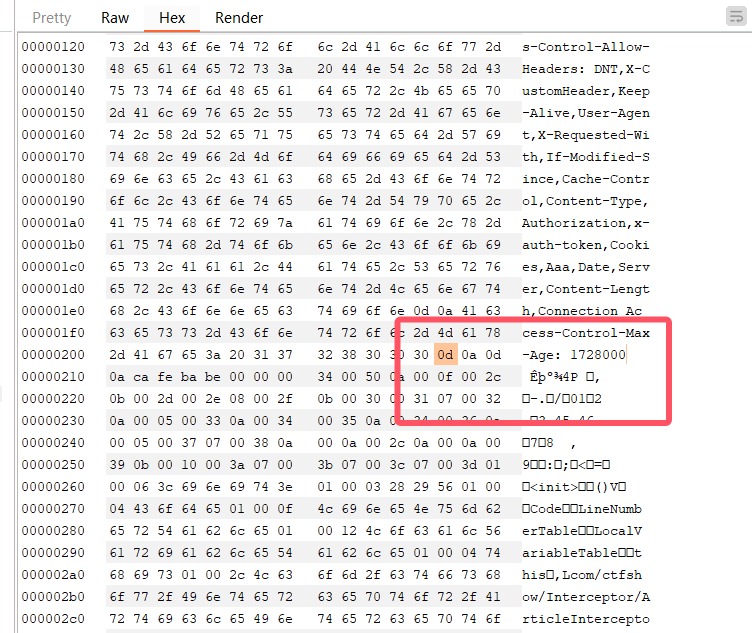 Pretty Raw Hex Render
00000120 73 2d 43 6f 6e 74 72 6f 6c 2d 41 6c 6c 6f 77 2d s-Control-Allow-
00000130 48 65 61 64 65 72 73 3a 20 44 4e 54 2c 58 2d 43 Headers: DNT,X-C
00000140 75 73 74 6f 6d 48 65 61 64 65 72 2c 4b 65 65 70 ustomHeader,Keep
00000150 2d 41 6c 69 76 65 2c 55 73 65 72 2d 41 67 65 6e -Alive,User-Agen
00000160 74 2c 58 2d 52 65 71 75 65 73 74 65 64 2d 57 69 t,X-Requested-Wi
00000170 74 68 2c 49 66 2d 4d 6f 64 69 66 69 65 64 2d 53 th,If-Modified-S
00000180 69 6e 63 65 2c 43 61 63 68 65 2d 43 6f 6e 74 72 ince,Cache-Contr
00000190 6f 6c 2c 43 6f 6e 74 65 6e 74 2d 54 79 70 65 2c ol,Content-Type,
000001a0 41 75 74 68 6f 72 69 7a 61 74 69 6f 6e 2c 78 2d Authorization,x-
000001b0 61 75 74 68 2d 74 6f 6b 65 6e 2c 43 6f 6f 6b 69 auth-token,Cooki
000001c0 65 73 2c 41 61 61 2c 44 61 74 65 2c 53 65 72 76 es,Aaa,Date,Serv
000001d0 65 72 2c 43 6f 6e 74 65 6e 74 2d 4c 65 6e 67 74 er,Content-Lengt
000001e0 68 2c 43 6f 6e 6e 65 63 74 69 6f 6e 0d 0a 41 63 h,Connection Ac
000001f0 63 65 73 73 2d 43 6f 6e 74 72 6f 6c 2d 4d 61 78 cess-Control-Max
00000200 2d 41 67 65 3a 20 31 37 32 38 30 30 30 0d 0a 0d -Age: 1728000
00000210 0a ca fe ba be 00 00 00 34 00 50 0a 00 0f 00 2c Êþº¾4P ,
00000220 0b 00 2d 00 2e 08 00 2f 0b 00 30 00 31 07 00 32 -./012
00000230 0a 00 05 00 33 0a 00 34 00 35 0a 00
00000240 00 05 00 37 07 00 38 0a 00 0a 00 2c 0a 00 0a 00 78 ,
00000250 39 0b 00 10 00 3a 07 00 3b 07 00 3c 07 00 3d 01 9:;<=
00000260 00 06 3c 69 6e 69 74 3e 01 00 03 28 29 56 01 00 <init>()V
00000270 04 43 6f 64 65 01 00 0f 4c 69 6e 65 4e 75 6d 62 CodeLineNumb
00000280 65 72 54 61 62 6c 65 01 00 12 4c 6f 63 61 6c 56 erTableLocalV
00000290 61 72 69 61 62 6c 65 54 61 62 6c 65 01 00 04 74 ariableTablet
000002a0 68 69 73 01 00 2c 4c 63 6f 6d 2f 63 74 66 73 68 his,Lcom/ctfsh
000002b0 6f 77 2f 49 6e 74 65 72 63 65 70 74 6f 72 2f 41 ow/Interceptor/A
000002c0 72 74 69 63 6c 65 49 6e 74 65 72 63 65 70 74 6f rticleIntercepto